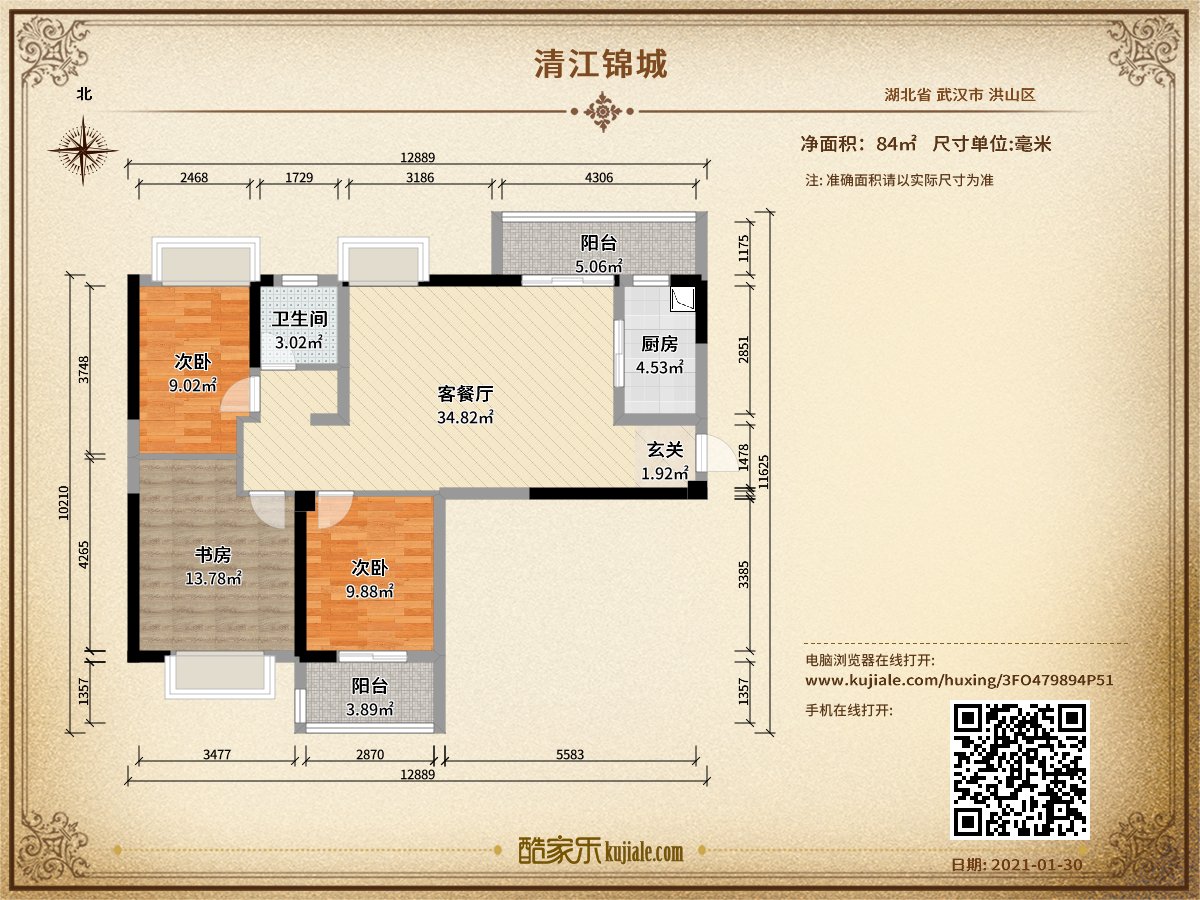 清江锦城
北
湖北省 武汉市 洪山区
净面积: 84㎡ 尺寸单位:毫米
注: 准确面积请以实际尺寸为准
12889
2468
1729
3186
4306
阳台
5.06㎡
1175
卫生间
3.02㎡
次卧
9.02㎡
厨房
4.53㎡
客餐厅
34.82㎡
玄关
1.92㎡
3748
2851
1478
11625
10210
4265
书房
13.78㎡
次卧
9.88㎡
3385
阳台
3.89㎡
1357
1357
3477
2870
5583
12889
电脑浏览器在线打开:
www.kujiale.com/huxing/3FO479894P51
手机在线打开:
酷家乐kujiale.com
日期: 2021-01-30